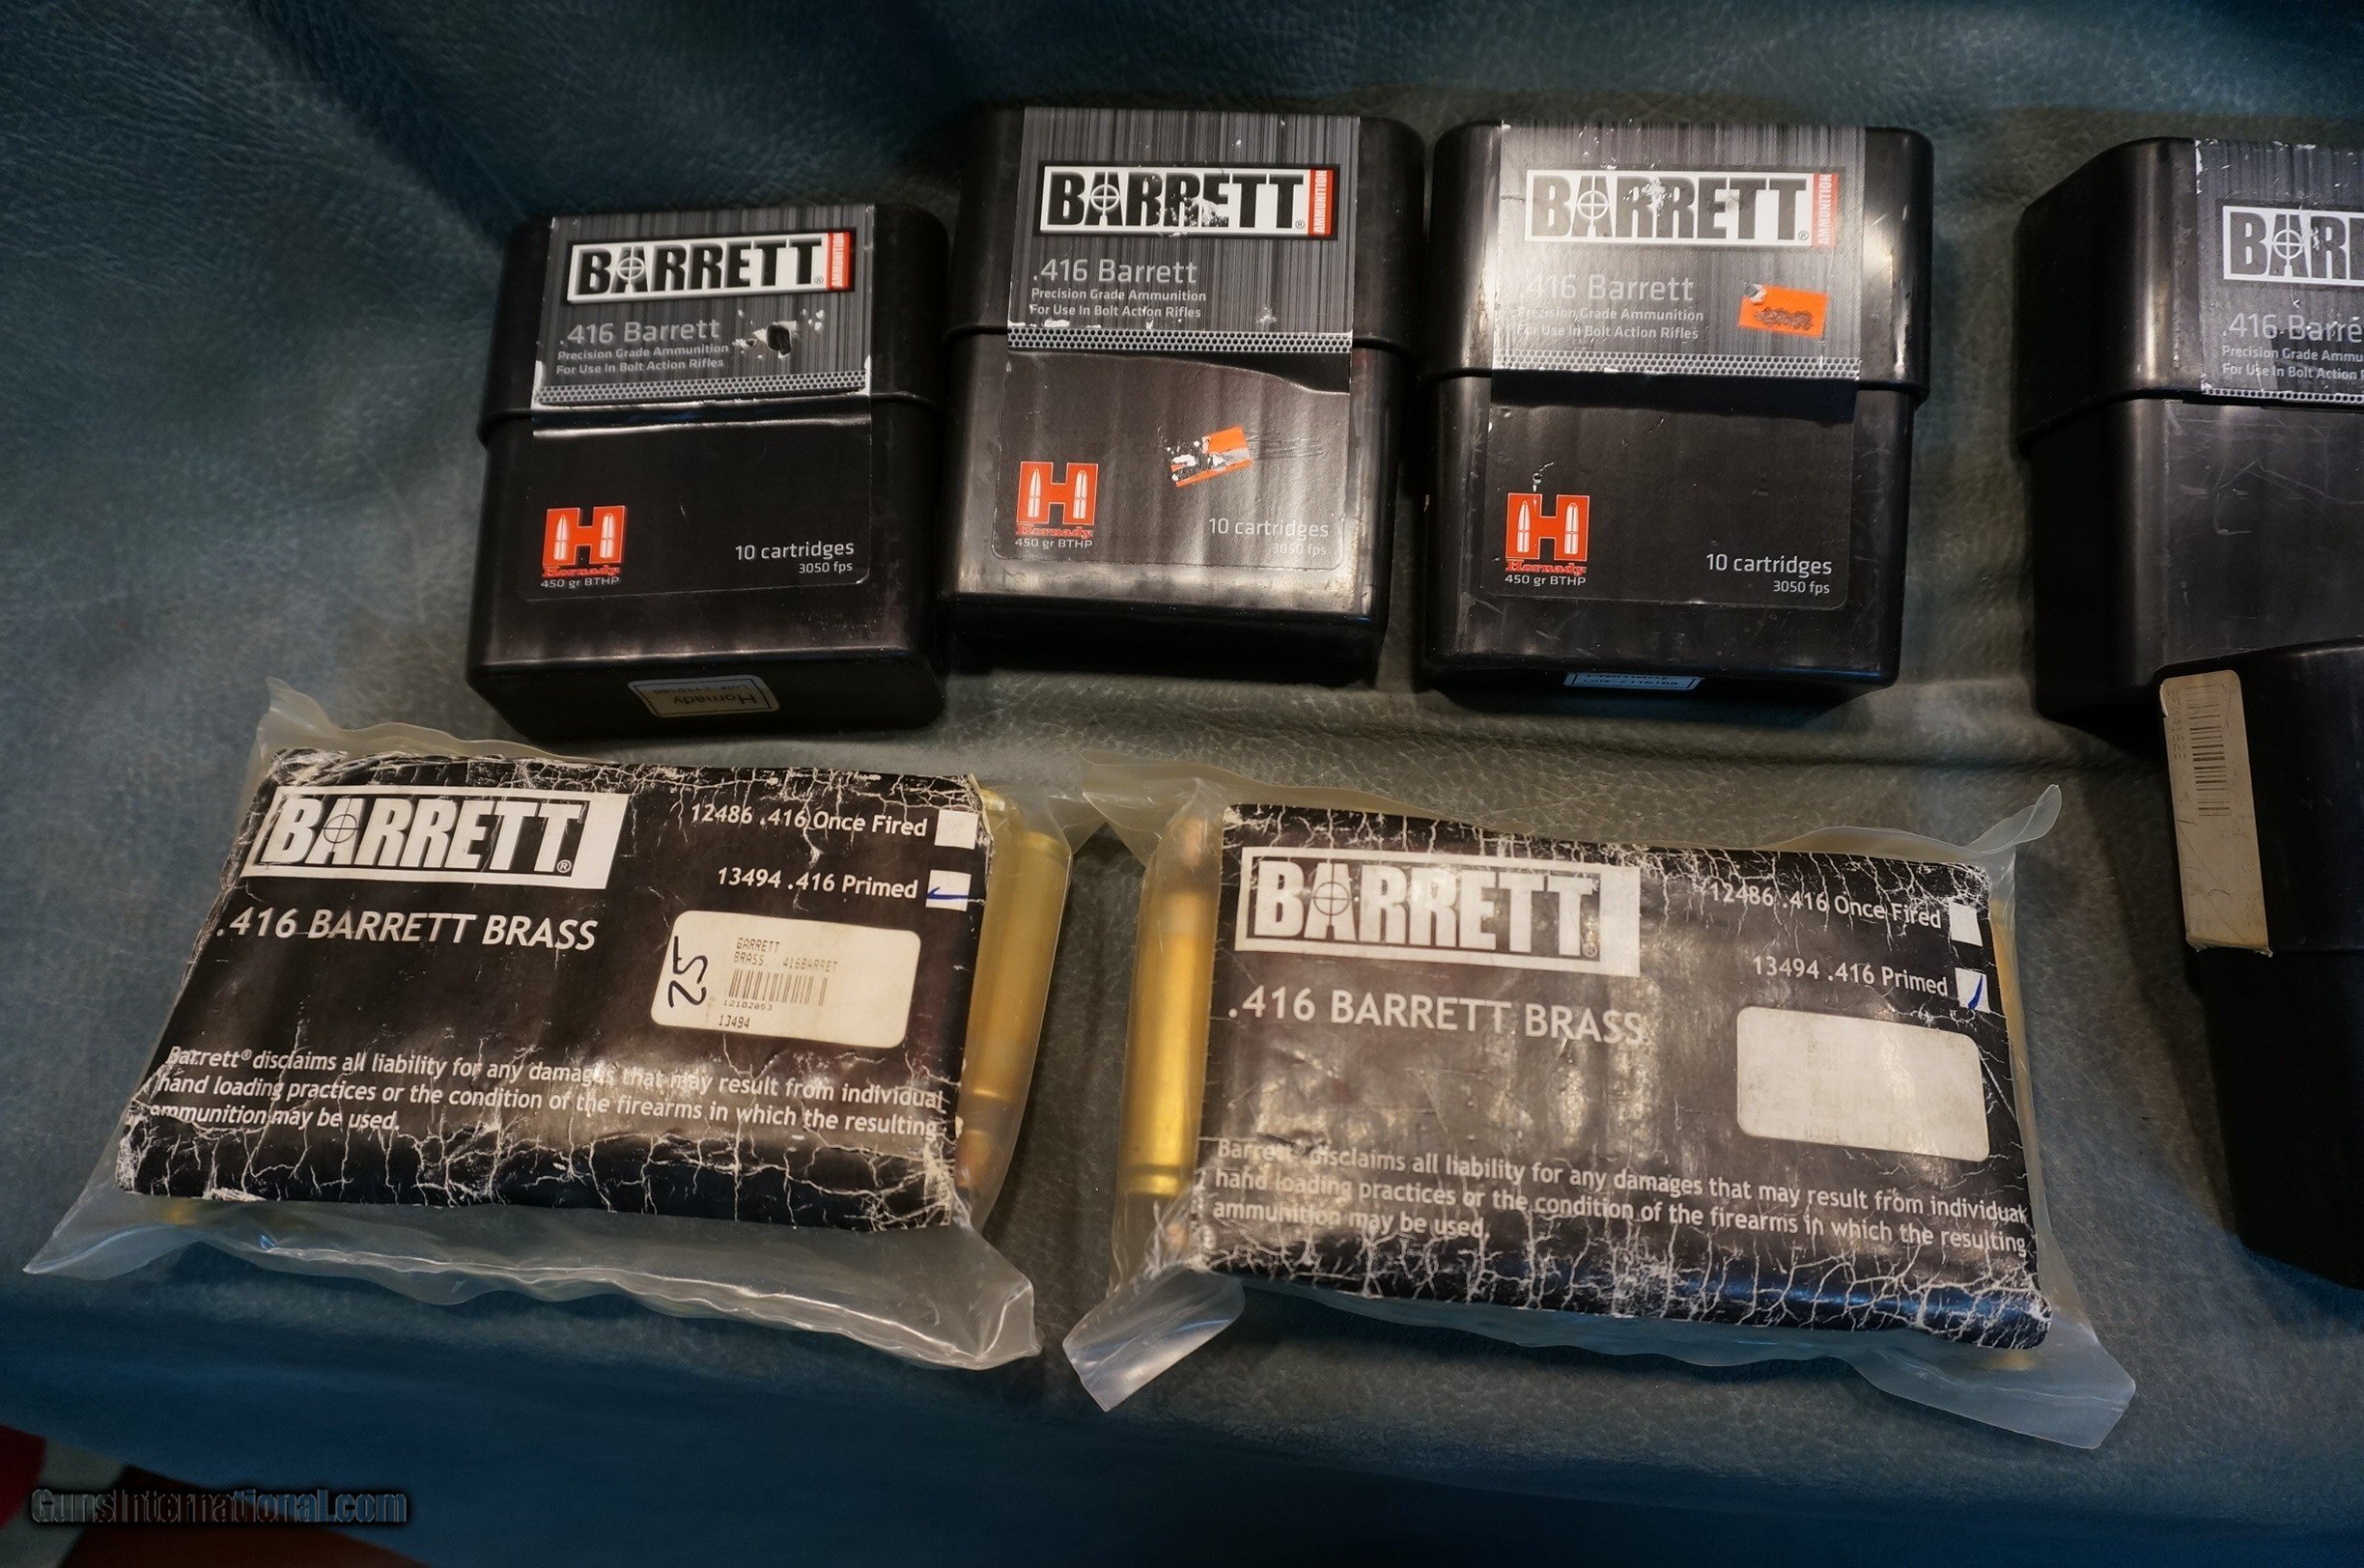 BARRETT® AMMUNITION
.416 Barrett
Precision Grade Ammunition
For Use In Bolt Action Rifles
H
Hornady
450 gr BTHP
10 cartridges
3050 fps
Hornady
BARRETT® AMMUNITION
.416 Barrett
Precision Grade Ammunition
For Use In Bolt Action Rifles
H
Hornady
450 gr BTHP
10 cartridges
3050 fps
BARRETT® AMMUNITION
.416 Barrett
Precision Grade Ammunition
For Use In Bolt Action Rifles
H
Hornady
450 gr BTHP
10 cartridges
3050 fps
BARR
.416 Barre
Precision Grade Ammu
For Use In Bolt Action
BARRETT®
.416 BARRETT BRASS
12486 .416 Once Fired
13494 .416 Primed
25
BARRETT
BRASS. 416BARRET
12102853
13494
Barrett® disclaims all liability for any damages that may result from individual
hand loading practices or the condition of the firearms in which the resulting
ammunition may be used.
BARRETT®
.416 BARRETT BRASS
12486 .416 Once Fired
13494 .416 Primed
Barrett® disclaims all liability for any damages that may result from individual
hand loading practices or the condition of the firearms in which the resulting
ammunition may be used.
GunsInternational.com